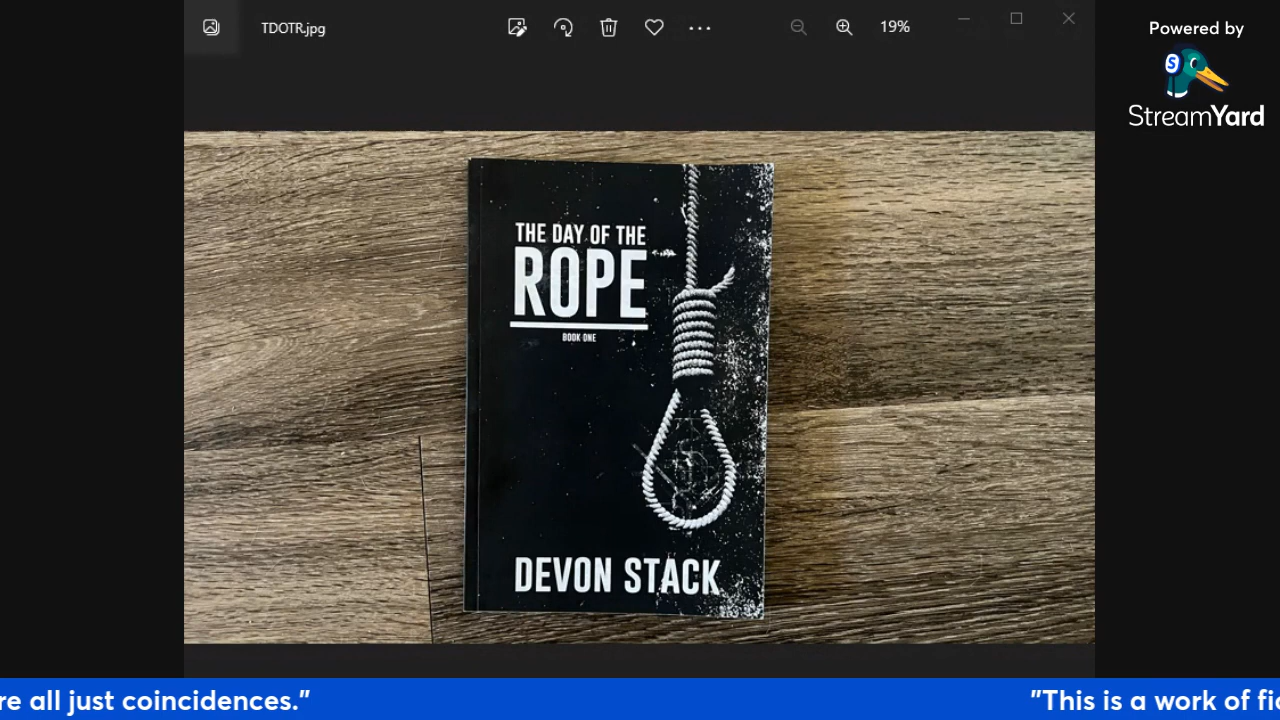 TDOTR.jpg
19%
Powered by
S
StreamYard
THE DAY OF THE
ROPE
BOOK ONE
DEVON STACK
re all just coincidences."
"This is a work of fic